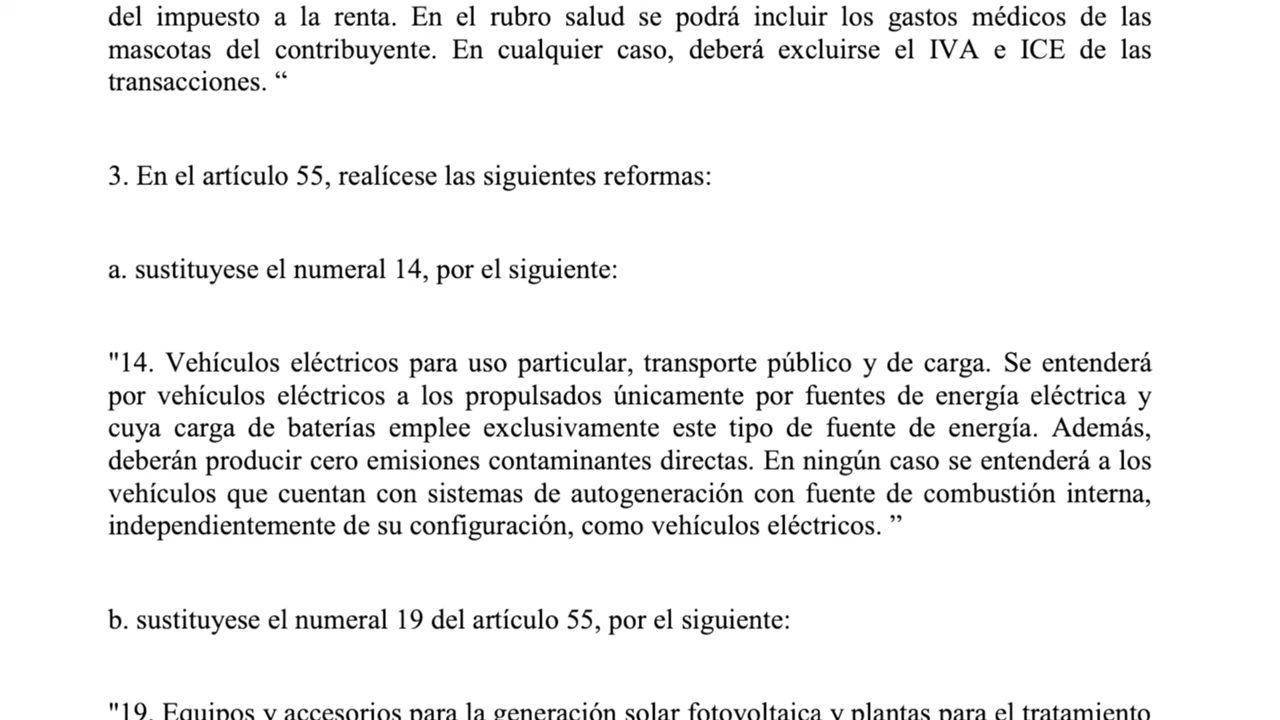 del impuesto a la renta. En el rubro salud se podrá incluir los gastos médicos de las
mascotas del contribuyente. En cualquier caso, deberá excluirse el IVA e ICE de las
transacciones. “
3. En el artículo 55, realícese las siguientes reformas:
a. sustituyese el numeral 14, por el siguiente:
"14. Vehículos eléctricos para uso particular, transporte público y de carga. Se entenderá
por vehículos eléctricos a los propulsados únicamente por fuentes de energía eléctrica y
cuya carga de baterías emplee exclusivamente este tipo de fuente de energía. Además,
deberán producir cero emisiones contaminantes directas. En ningún caso se entenderá a los
vehículos que cuentan con sistemas de autogeneración con fuente de combustión interna,
independientemente de su configuración, como vehículos eléctricos. ”
b. sustituyese el numeral 19 del artículo 55, por el siguiente:
"19. Equipos y accesorios para la generación solar fotovoltaica y plantas para el tratamiento